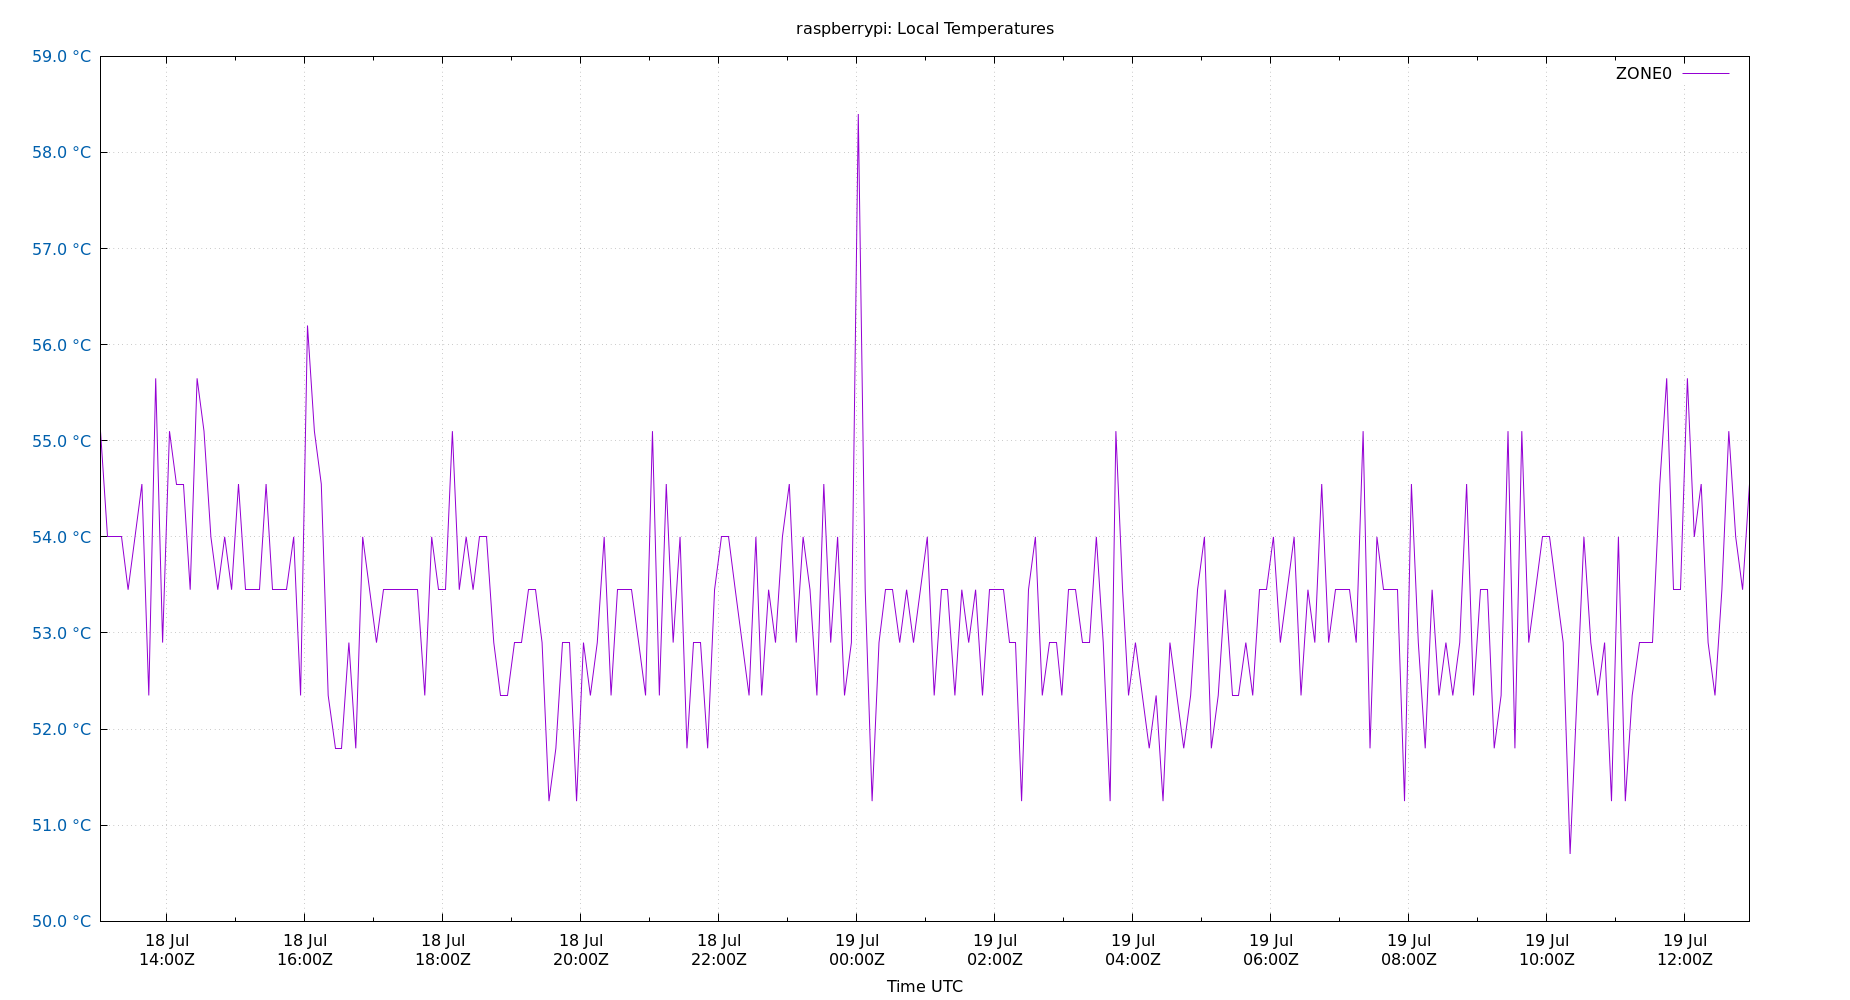 raspberrypi: Local Temperatures
59.0 °C
ZONE0
58.0 °C
57.0 °C
56.0 °C
55.0 °C
54.0 °C
53.0 °C
52.0 °C
51.0 °C
50.0 °C
18 Jul 18 Jul 18 Jul 18 Jul 18 Jul 19 Jul 19 Jul 19 Jul 19 Jul 19 Jul 19 Jul 19 Jul
14:00Z 16:00Z 18:00Z 20:00Z 22:00Z 00:00Z 02:00Z 04:00Z 06:00Z 08:00Z 10:00Z 12:00Z
Time UTC